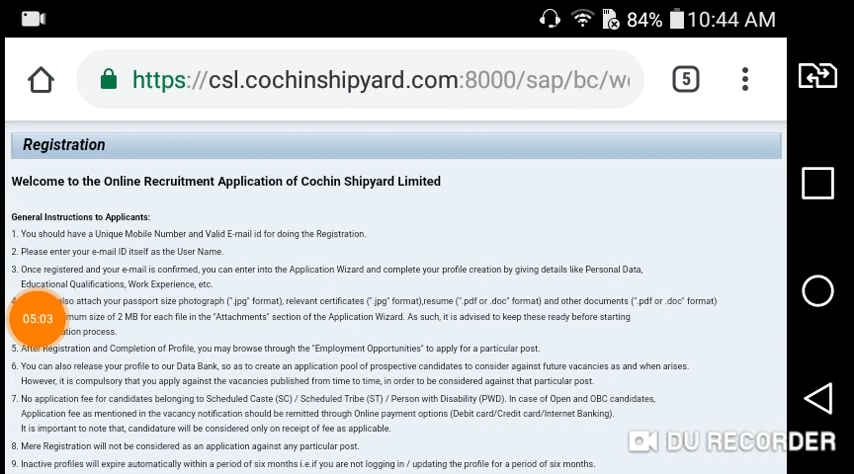 84% 10:44 AM
https://csl.cochinshipyard.com:8000/sap/bc/w
5
Registration
Welcome to the Online Recruitment Application of Cochin Shipyard Limited
General Instructions to Applicants:
1. You should have a Unique Mobile Number and Valid E-mail id for doing the Registration.
2. Please enter your e-mail ID itself as the User Name.
3. Once registered and your e-mail is confirmed, you can enter into the Application Wizard and complete your profile creation by giving details like Personal Data,
Educational Qualifications, Work Experience, etc.
also attach your passport size photograph (".jpg" format), relevant certificates (".jpg" format),resume (".pdf or .doc" format) and other documents (".pdf or .doc" format)
05:03
size of 2 MB for each file in the "Attachments" section of the Application Wizard. As such, it is advised to keep these ready before starting
process.
5. After Registration and Completion of Profile, you may browse through the "Employment Opportunities" to apply for a particular post.
6. You can also release your profile to our Data Bank, so as to create an application pool of prospective candidates to consider against future vacancies as and when arises.
However, it is compulsory that you apply against the vacancies published from time to time, in order to be considered against that particular post.
7. No application fee for candidates belonging to Scheduled Caste (SC) / Scheduled Tribe (ST) / Person with Disability (PWD). In case of Open and OBC candidates,
Application fee as mentioned in the vacancy notification should be remitted through Online payment options (Debit card/Credit card/Internet Banking).
It is important to note that, candidature will be considered only on receipt of fee as applicable.
8. Mere Registration will not be considered as an application against any particular post.
9. Inactive profiles will expire automatically within a period of six months i.e.if you are not logging in / updating the profile for a period of six months.
DU RECORDER